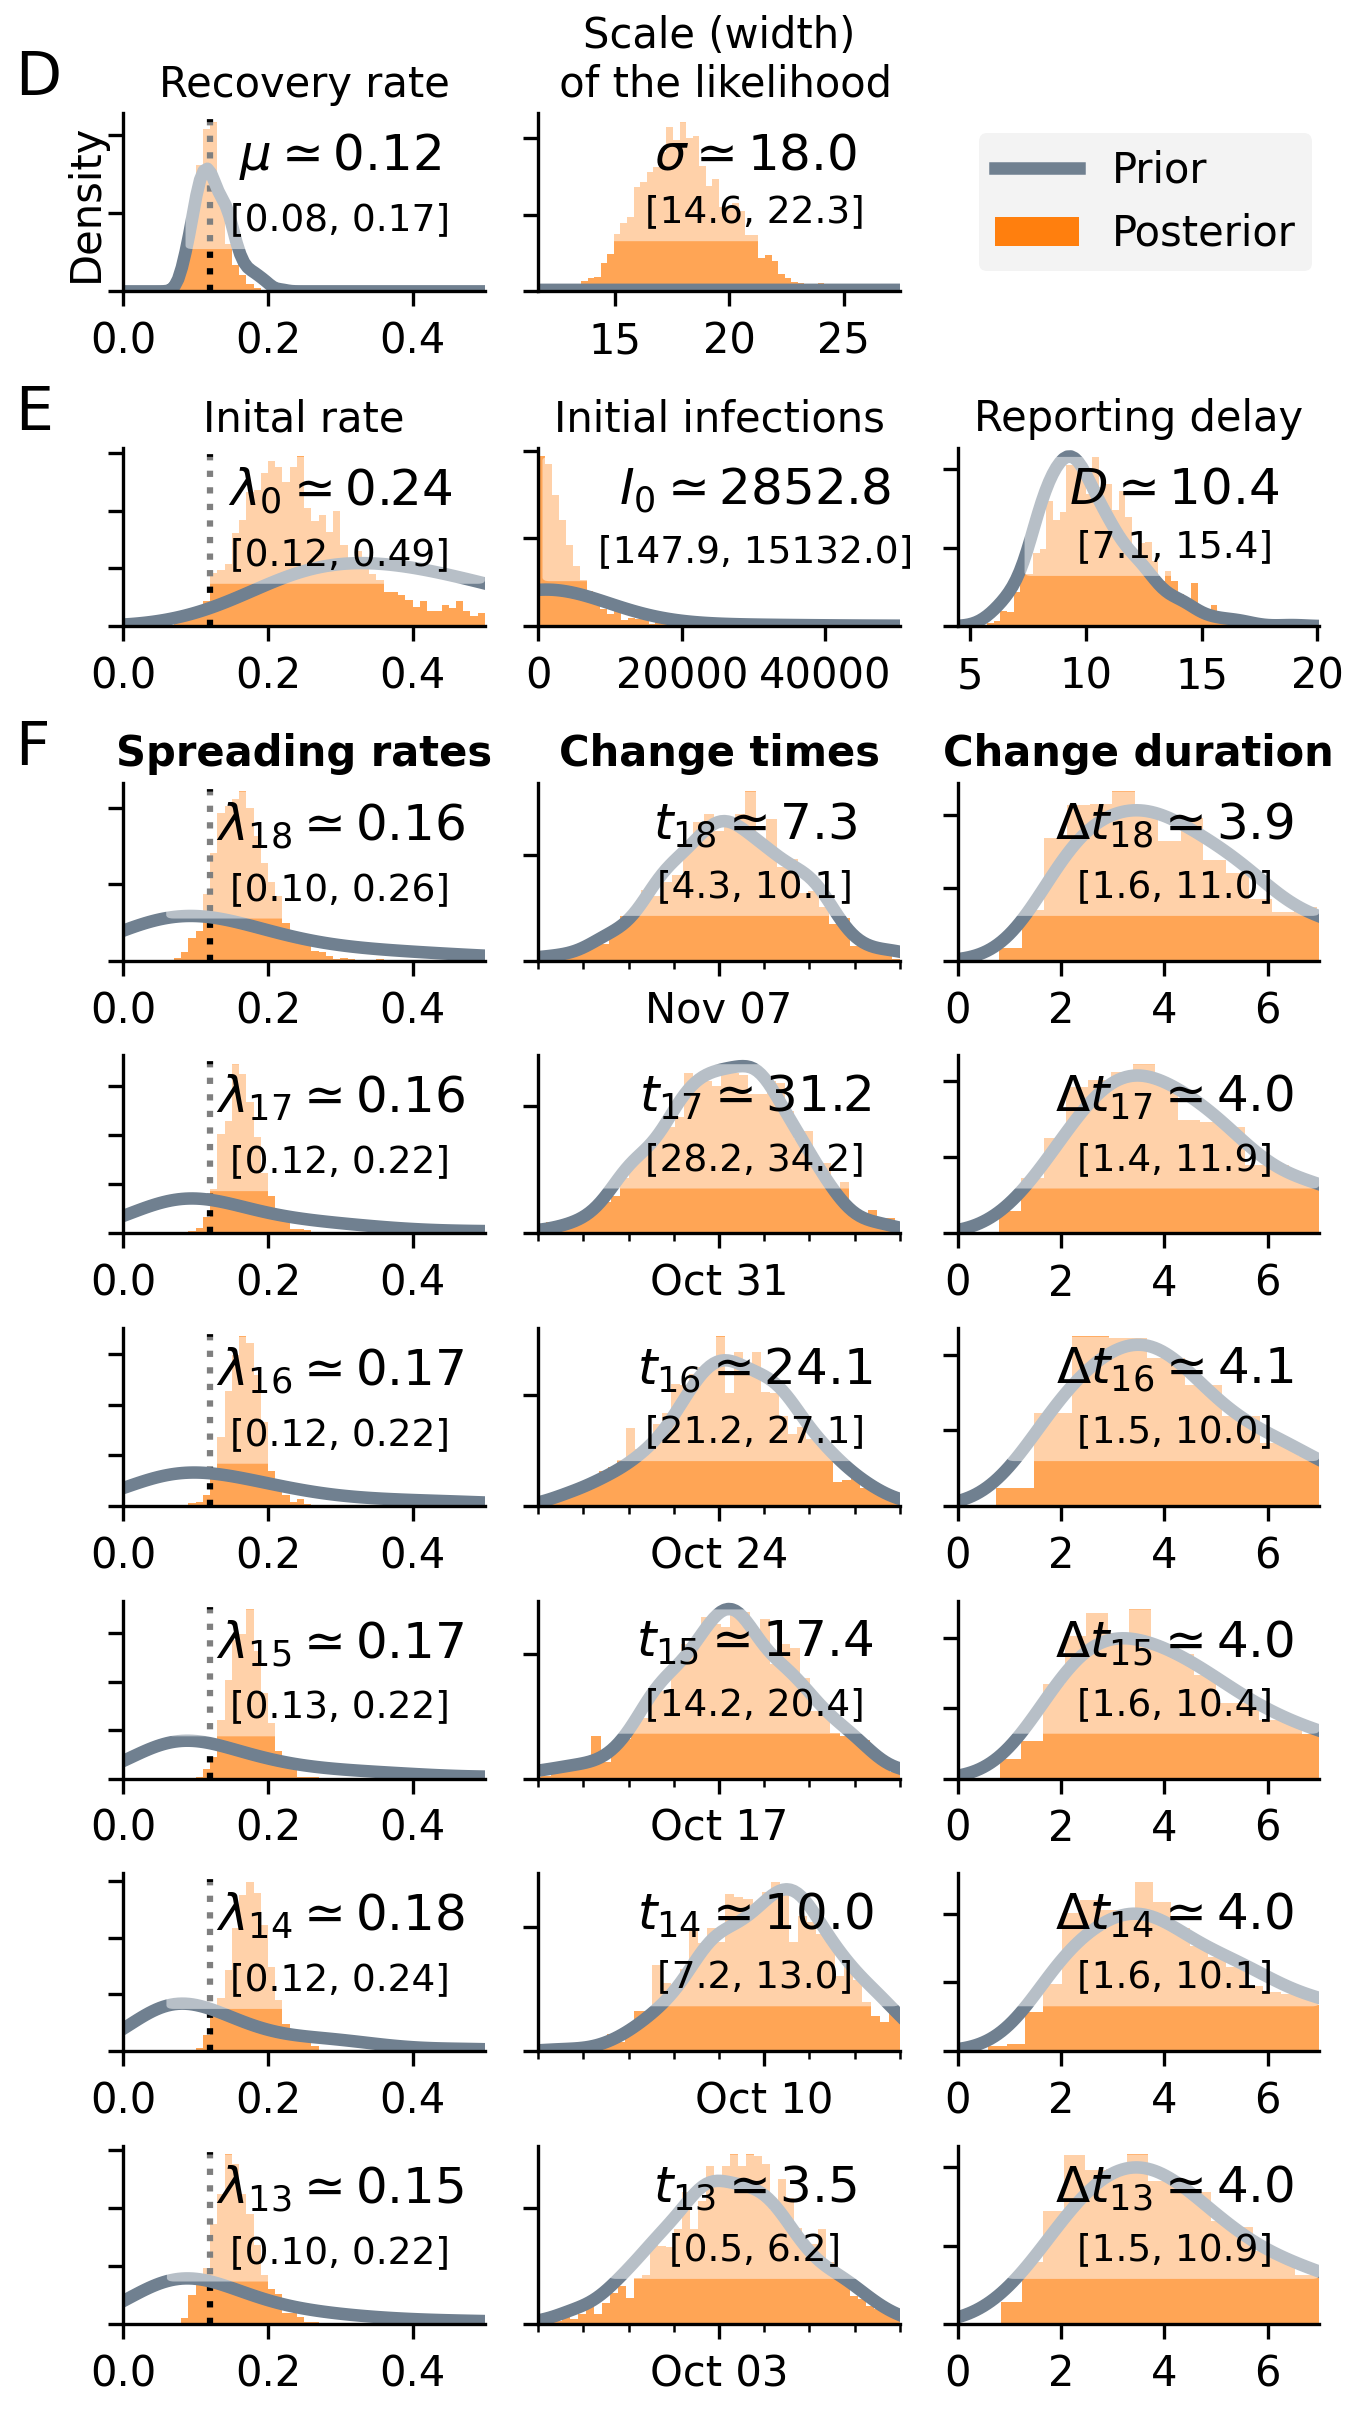 D
Recovery rate
Scale (width)
of the likelihood
Density
μ ≃ 0.12
[0.08, 0.17]
σ ≃ 18.0
[14.6, 22.3]
Prior
Posterior
0.0 0.2 0.4
15 20 25
E
Inital rate
Initial infections
Reporting delay
λ₀ ≃ 0.24
[0.12, 0.49]
I₀ ≃ 2852.8
[147.9, 15132.0]
D ≃ 10.4
[7.1, 15.4]
0.0 0.2 0.4
0 20000 40000
5 10 15 20
F
Spreading rates
Change times
Change duration
λ₁₈ ≃ 0.16
[0.10, 0.26]
t₁₈ ≃ 7.3
[4.3, 10.1]
Δt₁₈ ≃ 3.9
[1.6, 11.0]
0.0 0.2 0.4
Nov 07
0 2 4 6
λ₁₇ ≃ 0.16
[0.12, 0.22]
t₁₇ ≃ 31.2
[28.2, 34.2]
Δt₁₇ ≃ 4.0
[1.4, 11.9]
0.0 0.2 0.4
Oct 31
0 2 4 6
λ₁₆ ≃ 0.17
[0.12, 0.22]
t₁₆ ≃ 24.1
[21.2, 27.1]
Δt₁₆ ≃ 4.1
[1.5, 10.0]
0.0 0.2 0.4
Oct 24
0 2 4 6
λ₁₅ ≃ 0.17
[0.13, 0.22]
t₁₅ ≃ 17.4
[14.2, 20.4]
Δt₁₅ ≃ 4.0
[1.6, 10.4]
0.0 0.2 0.4
Oct 17
0 2 4 6
λ₁₄ ≃ 0.18
[0.12, 0.24]
t₁₄ ≃ 10.0
[7.2, 13.0]
Δt₁₄ ≃ 4.0
[1.6, 10.1]
0.0 0.2 0.4
Oct 10
0 2 4 6
λ₁₃ ≃ 0.15
[0.10, 0.22]
t₁₃ ≃ 3.5
[0.5, 6.2]
Δt₁₃ ≃ 4.0
[1.5, 10.9]
0.0 0.2 0.4
Oct 03
0 2 4 6